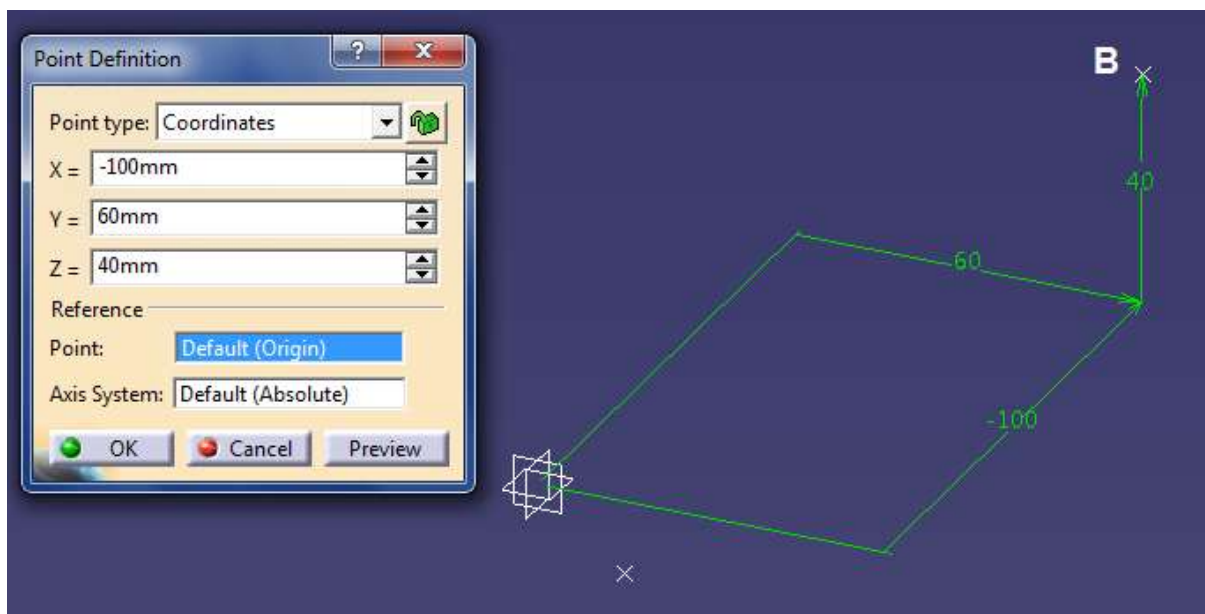 Point Definition
?
X
Point type: Coordinates
X = -100mm
Y = 60mm
Z = 40mm
Reference
Point: Default (Origin)
Axis System: Default (Absolute)
OK Cancel Preview
B
40
60
-100